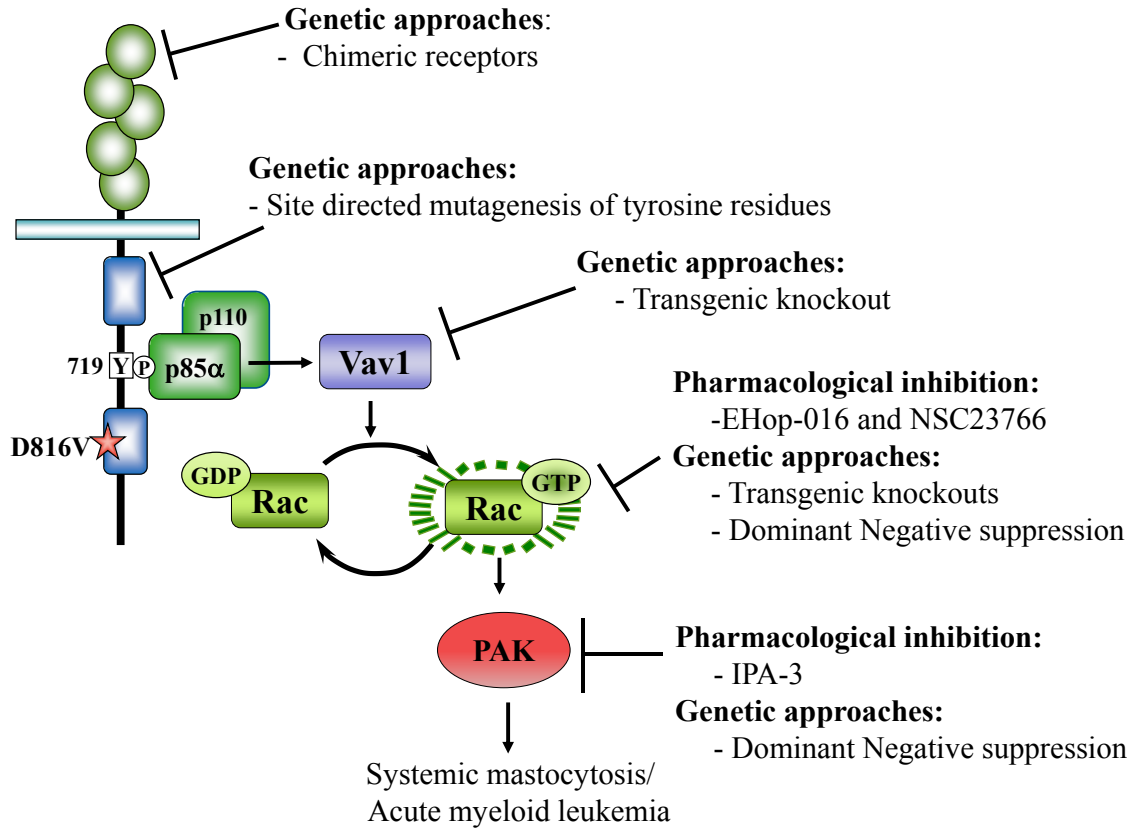 Genetic approaches:
- Chimeric receptors
Genetic approaches:
- Site directed mutagenesis of tyrosine residues
Genetic approaches:
- Transgenic knockout
p110
719 Y P p85α
Vav1
Pharmacological inhibition:
-EHop-016 and NSC23766
Genetic approaches:
- Transgenic knockouts
- Dominant Negative suppression
D816V
GDP
Rac
GTP
Rac
PAK
Pharmacological inhibition:
- IPA-3
Genetic approaches:
- Dominant Negative suppression
Systemic mastocytosis/
Acute myeloid leukemia